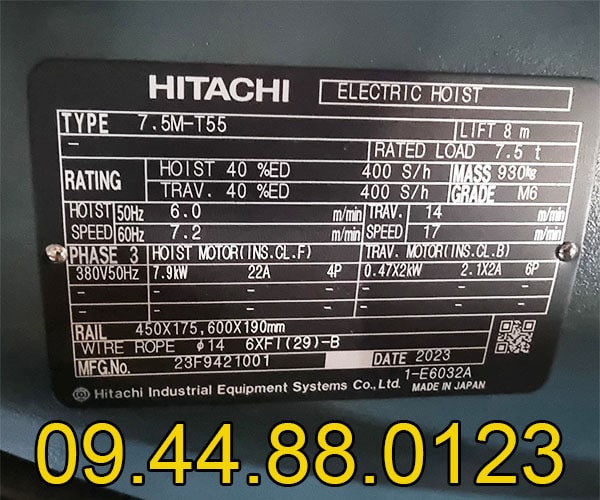 HITACHI ELECTRIC HOIST
TYPE 7.5M-T55 LIFT 8 m
- RATED LOAD 7.5 t
RATING HOIST 40 %ED 400 S/h MASS 930kg
TRAV. 40 %ED 400 S/h GRADE M6
HOIST 50Hz 6.0 m/min TRAV. 14 m/min
SPEED 60Hz 7.2 m/min SPEED 17 m/min
PHASE 3 HOIST MOTOR(INS.CL.F) TRAV. MOTOR(INS.CL.B)
380V50Hz 7.9kW 22A 4P 0.47X2kW 2.1X2A 6P
- - - - - - -
- - - - - - -
RAIL 450X175,600X190mm
WIRE ROPE φ14 6XFI(29)-B
MFG.No. 23F9421001 DATE 2023
1-E6032A
Hitachi Industrial Equipment Systems Co., Ltd. MADE IN JAPAN
09.44.88.0123